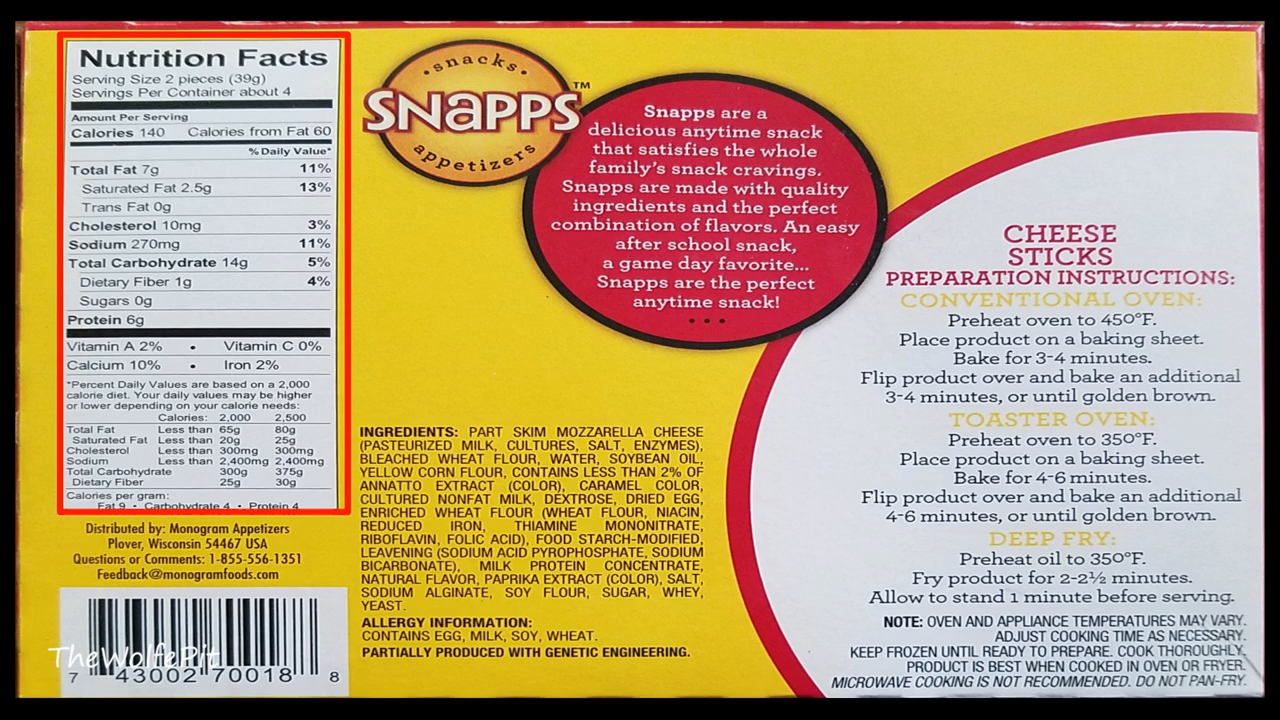 Nutrition Facts
Serving Size 2 pieces (39g)
Servings Per Container about 4
Amount Per Serving
Calories 140 Calories from Fat 60
% Daily Value*
Total Fat 7g 11%
Saturated Fat 2.5g 13%
Trans Fat 0g
Cholesterol 10mg 3%
Sodium 270mg 11%
Total Carbohydrate 14g 5%
Dietary Fiber 1g 4%
Sugars 0g
Protein 6g
Vitamin A 2% • Vitamin C 0%
Calcium 10% • Iron 2%
*Percent Daily Values are based on a 2,000
calorie diet. Your daily values may be higher
or lower depending on your calorie needs:
Calories: 2,000 2,500
Total Fat Less than 65g 80g
Saturated Fat Less than 20g 25g
Cholesterol Less than 300mg 300mg
Sodium Less than 2,400mg 2,400mg
Total Carbohydrate 300g 375g
Dietary Fiber 25g 30g
Calories per gram:
Fat 9 • Carbohydrate 4 • Protein 4
Distributed by: Monogram Appetizers
Plover, Wisconsin 54467 USA
Questions or Comments: 1-855-556-1351
Feedback@monogramfoods.com
TheWolfePit
7 43002 70018 8
•snacks•
SNAPPS™
appetizers
Snapps are a
delicious anytime snack
that satisfies the whole
family's snack cravings.
Snapps are made with quality
ingredients and the perfect
combination of flavors. An easy
after school snack,
a game day favorite...
Snapps are the perfect
anytime snack!
• • •
INGREDIENTS: PART SKIM MOZZARELLA CHEESE
(PASTEURIZED MILK, CULTURES, SALT, ENZYMES),
BLEACHED WHEAT FLOUR, WATER, SOYBEAN OIL,
YELLOW CORN FLOUR, CONTAINS LESS THAN 2% OF
ANNATTO EXTRACT (COLOR), CARAMEL COLOR,
CULTURED NONFAT MILK, DEXTROSE, DRIED EGG,
ENRICHED WHEAT FLOUR (WHEAT FLOUR, NIACIN,
REDUCED IRON, THIAMINE MONONITRATE,
RIBOFLAVIN, FOLIC ACID), FOOD STARCH-MODIFIED,
LEAVENING (SODIUM ACID PYROPHOSPHATE, SODIUM
BICARBONATE), MILK PROTEIN CONCENTRATE,
NATURAL FLAVOR, PAPRIKA EXTRACT (COLOR), SALT,
SODIUM ALGINATE, SOY FLOUR, SUGAR, WHEY,
YEAST.
ALLERGY INFORMATION:
CONTAINS EGG, MILK, SOY, WHEAT.
PARTIALLY PRODUCED WITH GENETIC ENGINEERING.
CHEESE
STICKS
PREPARATION INSTRUCTIONS:
CONVENTIONAL OVEN:
Preheat oven to 450°F.
Place product on a baking sheet.
Bake for 3-4 minutes.
Flip product over and bake an additional
3-4 minutes, or until golden brown.
TOASTER OVEN:
Preheat oven to 350°F.
Place product on a baking sheet.
Bake for 4-6 minutes.
Flip product over and bake an additional
4-6 minutes, or until golden brown.
DEEP FRY:
Preheat oil to 350°F.
Fry product for 2-2½ minutes.
Allow to stand 1 minute before serving.
NOTE: OVEN AND APPLIANCE TEMPERATURES MAY VARY.
ADJUST COOKING TIME AS NECESSARY.
KEEP FROZEN UNTIL READY TO PREPARE. COOK THOROUGHLY.
PRODUCT IS BEST WHEN COOKED IN OVEN OR FRYER.
MICROWAVE COOKING IS NOT RECOMMENDED. DO NOT PAN-FRY.